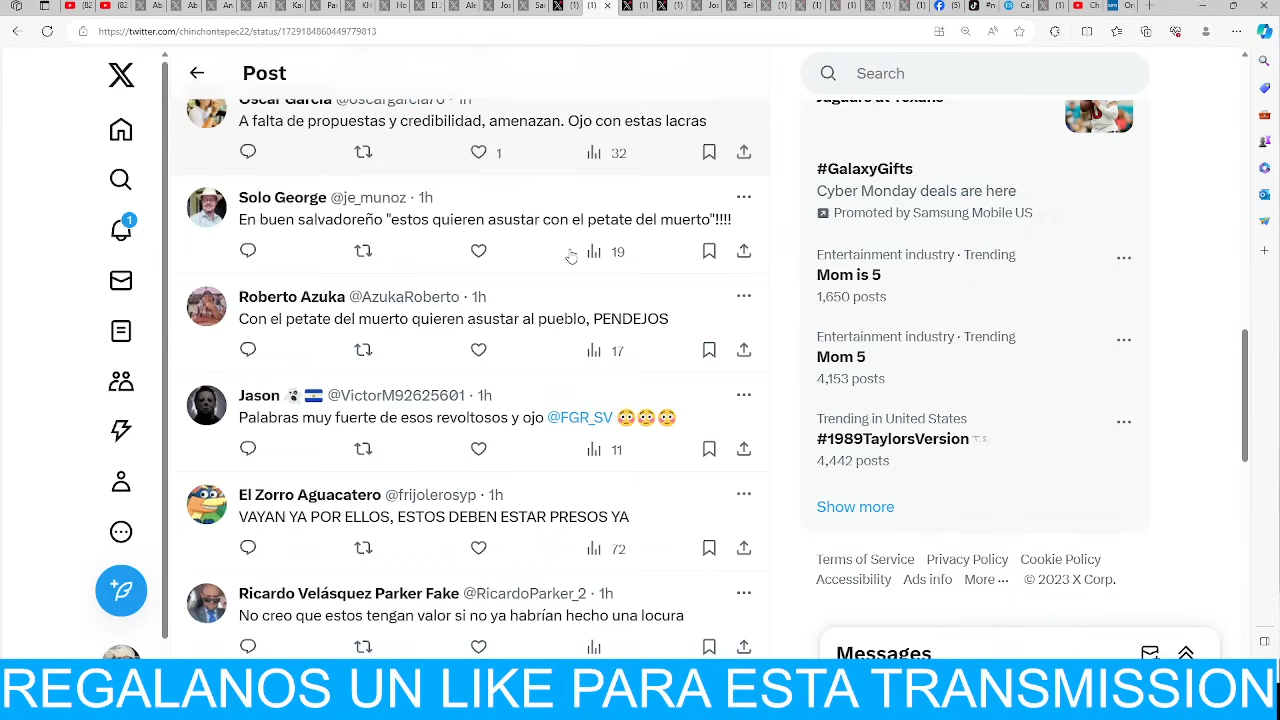 https://twitter.com/chinchontepec22/status/1729184860449779813
Post
Oscar Garcia @oscargarcia76 · 1h
A falta de propuestas y credibilidad, amenazan. Ojo con estas lacras
1
32
Solo George @je_munoz · 1h
En buen salvadoreño "estos quieren asustar con el petate del muerto"!!!!
19
Roberto Azuka @AzukaRoberto · 1h
Con el petate del muerto quieren asustar al pueblo, PENDEJOS
17
Jason @VictorM92625601 · 1h
Palabras muy fuerte de esos revoltosos y ojo @FGR_SV 😳😳😳
11
El Zorro Aguacatero @frijolerosyp · 1h
VAYAN YA POR ELLOS, ESTOS DEBEN ESTAR PRESOS YA
72
Ricardo Velásquez Parker Fake @RicardoParker_2 · 1h
No creo que estos tengan valor si no ya habrían hecho una locura
1
Search
Jaguars at Texans
#GalaxyGifts
Cyber Monday deals are here
Promoted by Samsung Mobile US
Entertainment industry · Trending
Mom is 5
1,650 posts
Entertainment industry · Trending
Mom 5
4,153 posts
Trending in United States
#1989TaylorsVersion
4,442 posts
Show more
Terms of Service Privacy Policy Cookie Policy
Accessibility Ads info More ··· © 2023 X Corp.
Messages
REGALANOS UN LIKE PARA ESTA TRANSMISSION